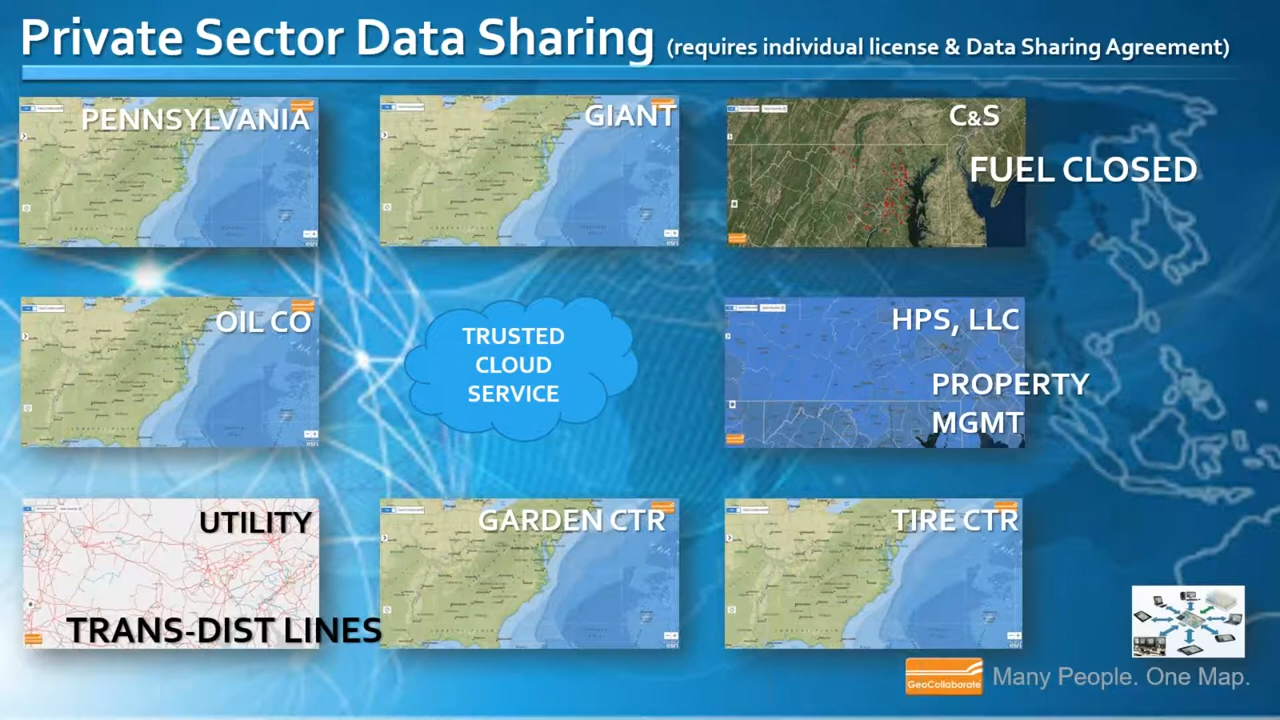 Private Sector Data Sharing (requires individual license & Data Sharing Agreement)
PENNSYLVANIA
GIANT
C&S
FUEL CLOSED
OIL CO
TRUSTED
CLOUD
SERVICE
HPS, LLC
PROPERTY
MGMT
UTILITY
TRANS-DIST LINES
GARDEN CTR
TIRE CTR
GeoCollaborate
Many People. One Map.